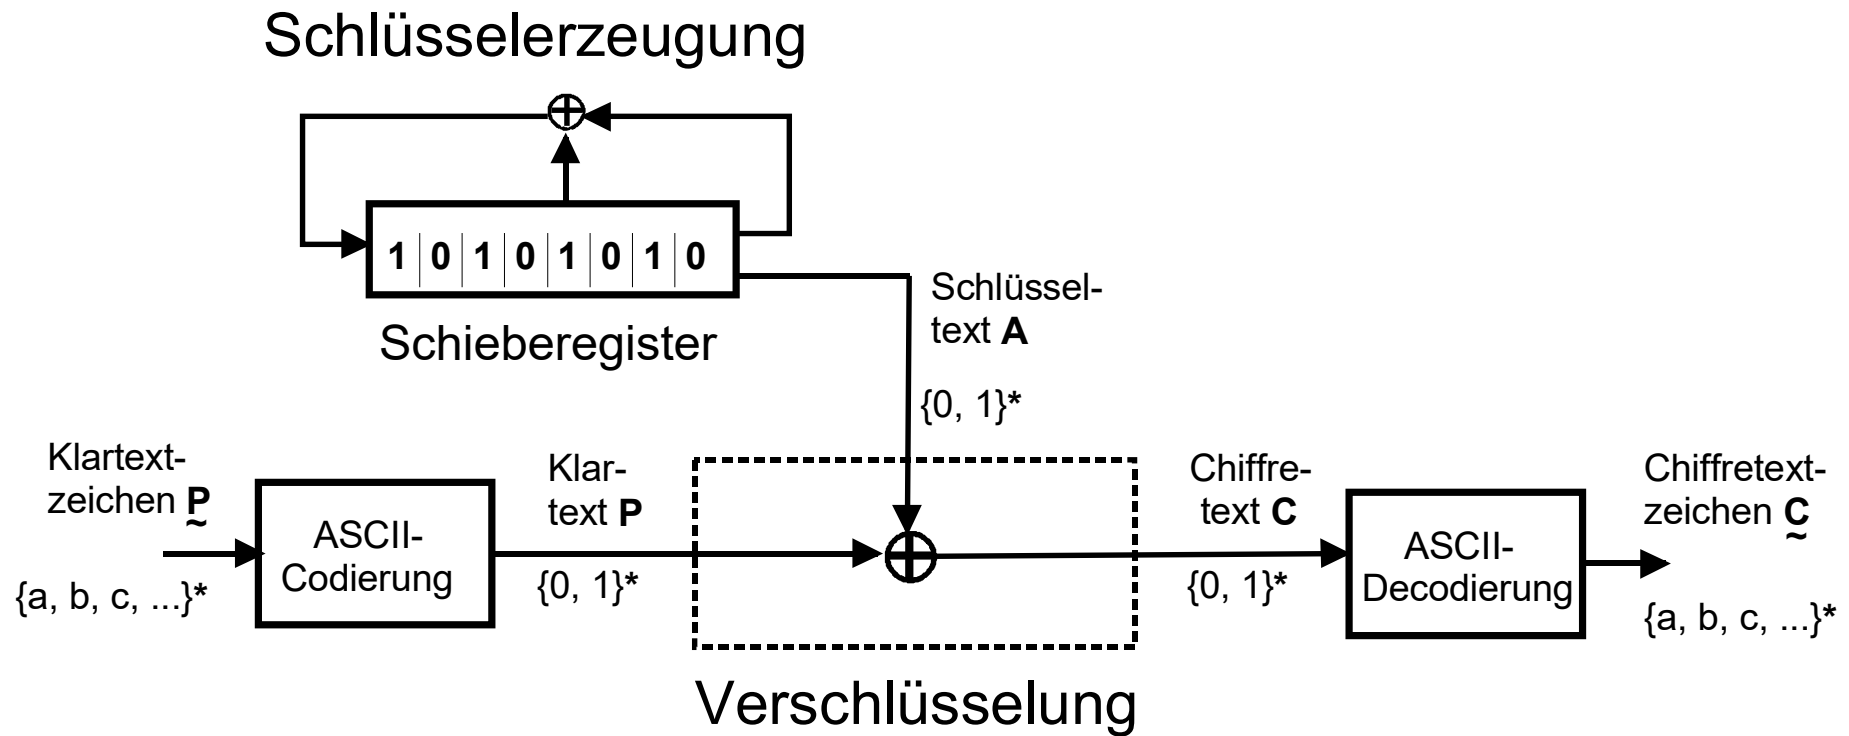 Schlüsselerzeugung
1 0 1 0 1 0 1 0
Schieberegister
Schlüssel-
text A
{0, 1}*
Klartext-
zeichen P
~
{a, b, c, ...}*
ASCII-
Codierung
Klar-
text P
{0, 1}*
Chiffre-
text C
{0, 1}*
ASCII-
Decodierung
Chiffretext-
zeichen C
~
{a, b, c, ...}*
Verschlüsselung